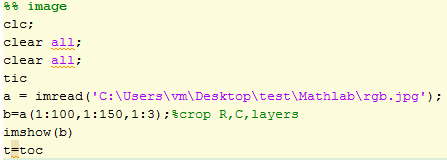 %% image
clc;
clear all;
clear all;
tic
a = imread('C:\Users\vm\Desktop\test\Mathlab\rgb.jpg');
b=a(1:100,1:150,1:3);%crop R,C,layers
imshow(b)
t=toc